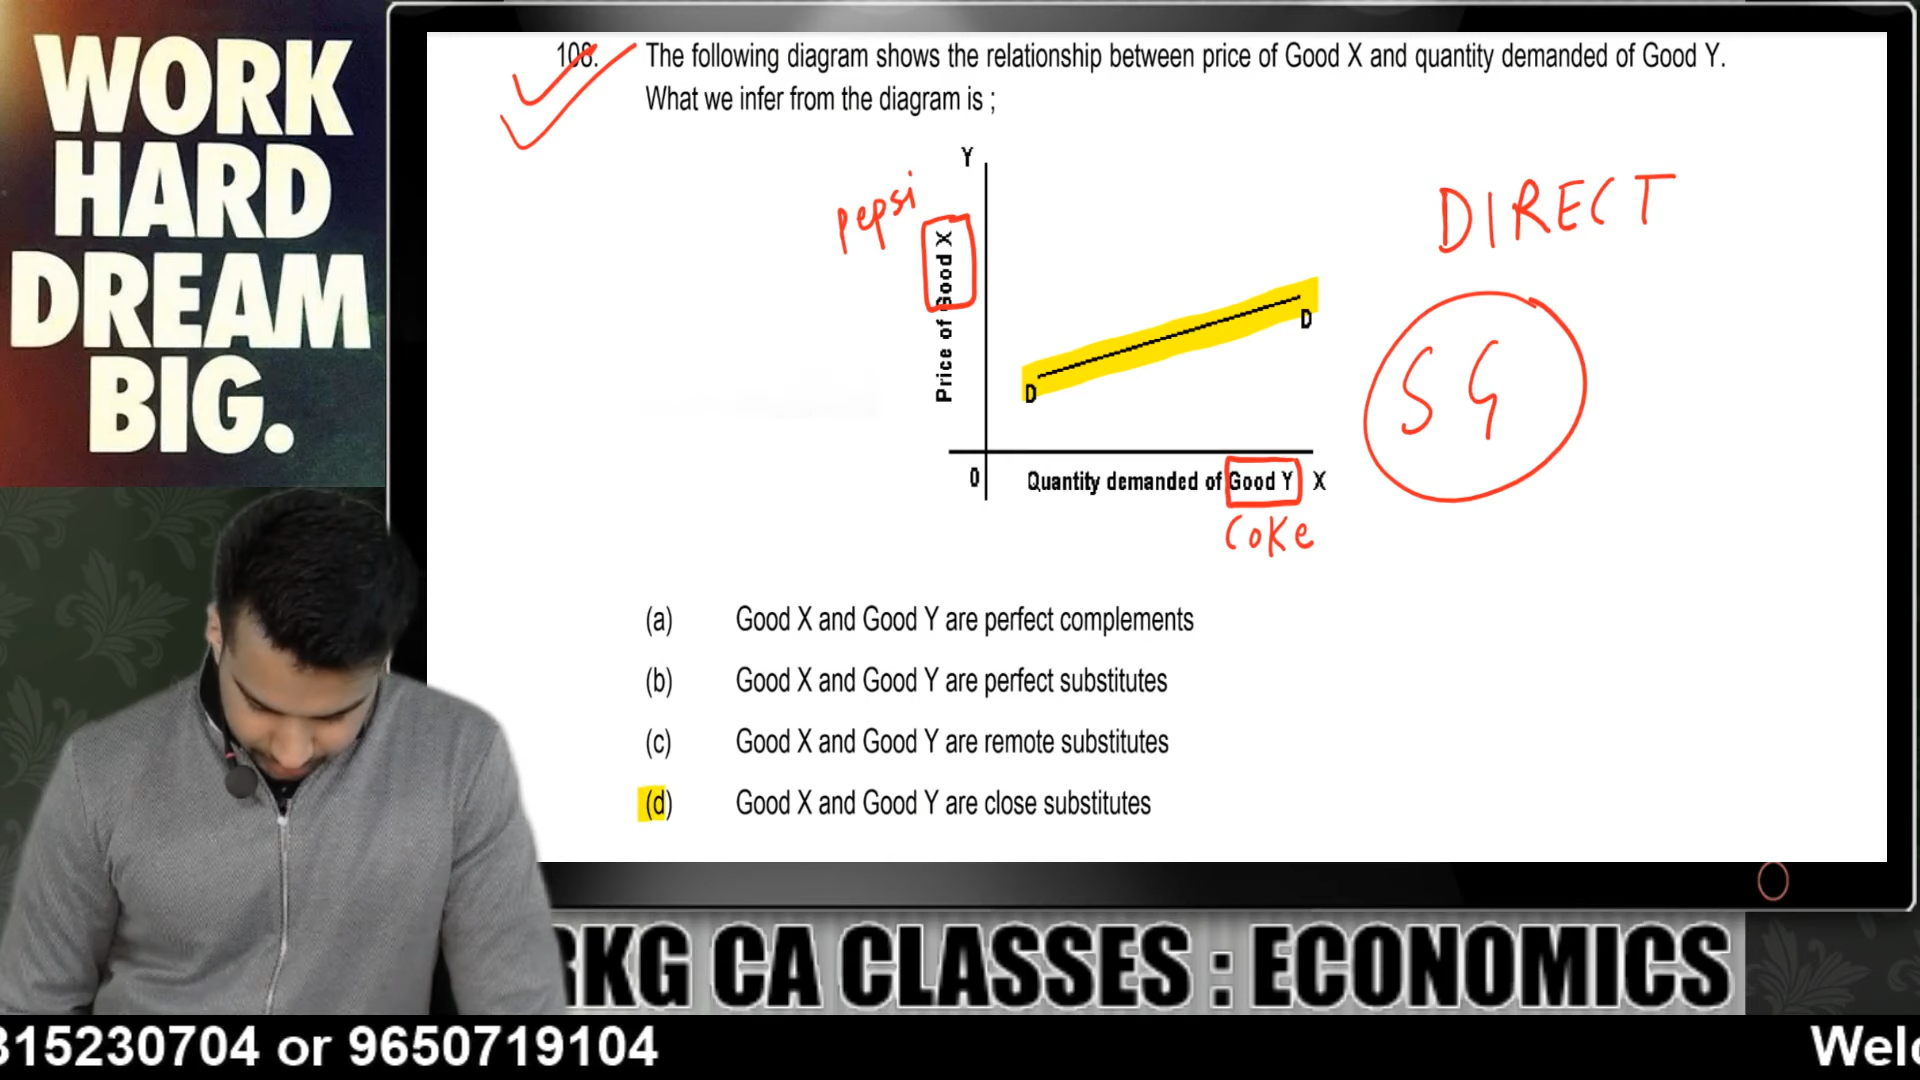 WORK
HARD
DREAM
BIG.
108. The following diagram shows the relationship between price of Good X and quantity demanded of Good Y.
What we infer from the diagram is ;
Y
Pepsi
Price of Good X
DIRECT
D
D
SG
0 Quantity demanded of Good Y X
Coke
(a) Good X and Good Y are perfect complements
(b) Good X and Good Y are perfect substitutes
(c) Good X and Good Y are remote substitutes
(d) Good X and Good Y are close substitutes
RKG CA CLASSES : ECONOMICS
815230704 or 9650719104 Welc